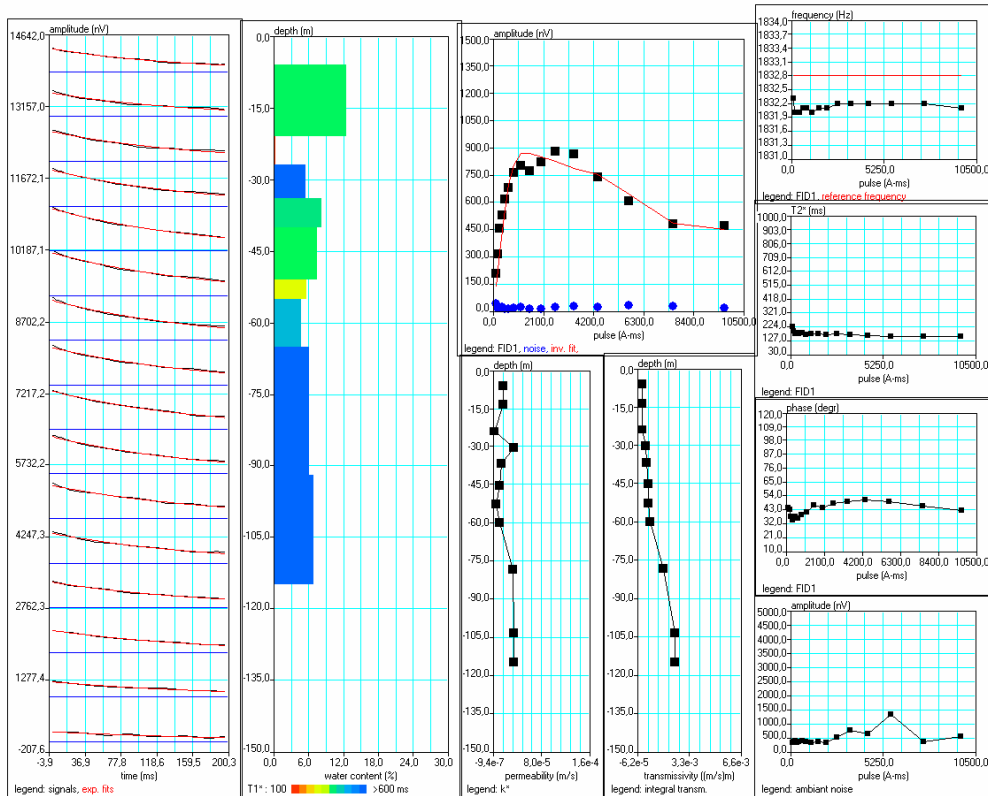 amplitude (nV)
14642,0
13157,0
11672,1
10187,1
8702,2
7217,2
5732,2
4247,3
2762,3
1277,4
-207,6
-3,9 36,9 77,8 118,6 159,5 200,3
time (ms)
legend: signals, exp. fits
depth (m)
0,0
-15,0
-30,0
-45,0
-60,0
-75,0
-90,0
-105,0
-120,0
-135,0
-150,0
0,0 6,0 12,0 18,0 24,0 30,0
water content (%)
T1*: 100 >600 ms
amplitude (nV)
1500,0
1350,0
1200,0
1050,0
900,0
750,0
600,0
450,0
300,0
150,0
0,0
0,0 2100,0 4200,0 6300,0 8400,0 10500,0
pulse (A-ms)
legend: FID1, noise, inv. fit,
depth (m)
0,0
-15,0
-30,0
-45,0
-60,0
-75,0
-90,0
-105,0
-120,0
-135,0
-150,0
-9,4e-7 8,0e-5 1,6e-4
permeability (m/s)
legend: k*
depth (m)
0,0
-15,0
-30,0
-45,0
-60,0
-75,0
-90,0
-105,0
-120,0
-135,0
-150,0
-6,2e-5 3,3e-3 6,6e-3
transmissivity ((m/s)m)
legend: integral transm.
frequency (Hz)
1834,0
1833,7
1833,4
1833,1
1832,8
1832,5
1832,2
1831,9
1831,6
1831,0
0,0 5250,0 10500,0
pulse (A-ms)
legend: FID1, reference frequency
T2* (ms)
1000,0
903,0
806,0
709,0
612,0
515,0
418,0
321,0
224,0
127,0
30,0
0,0 5250,0 10500,0
pulse (A-ms)
legend: FID1
phase (degr)
120,0
109,0
98,0
87,0
76,0
65,0
54,0
43,0
32,0
21,0
10,0
0,0 2100,0 4200,0 6300,0 8400,0 10500,0
pulse (A-ms)
legend: FID1
amplitude (nV)
5000,0
4500,0
4000,0
3500,0
3000,0
2500,0
2000,0
1500,0
1000,0
500,0
0,0
0,0 5250,0 10500,0
pulse (A-ms)
legend: ambiant noise